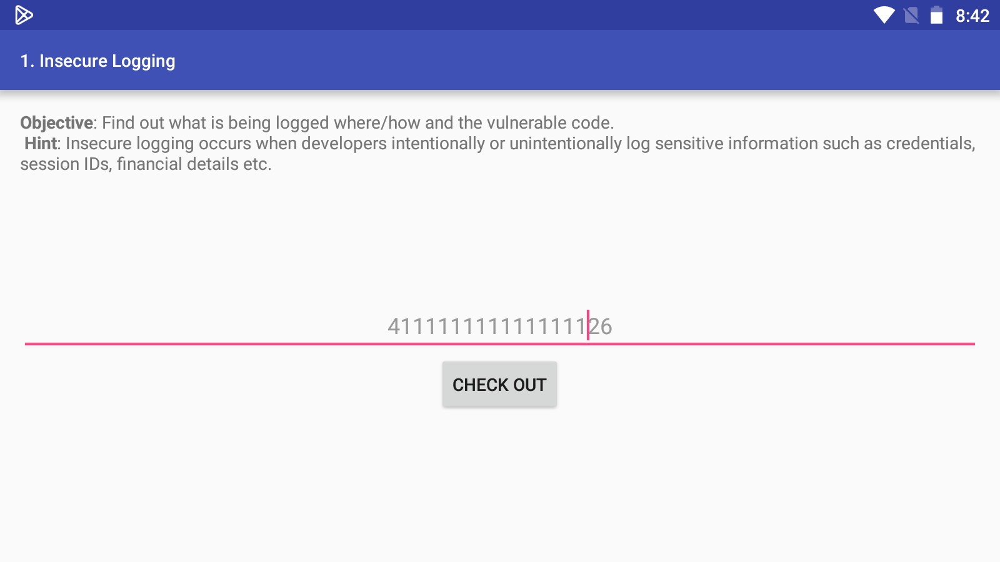 8:42
1. Insecure Logging
Objective: Find out what is being logged where/how and the vulnerable code.
Hint: Insecure logging occurs when developers intentionally or unintentionally log sensitive information such as credentials,
session IDs, financial details etc.
411111111111111126
CHECK OUT